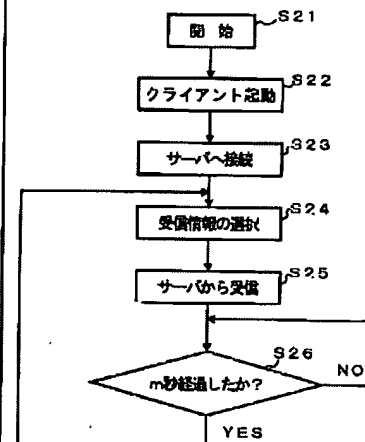 S21
開始
S22
クライアント起動
S23
サーバへ接続
S24
受信情報の選択
S25
サーバから受信
S26
m秒経過したか?
NO
YES